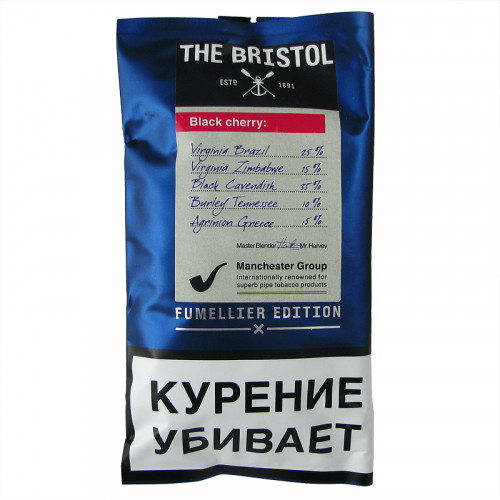 THE BRISTOL
ESTD 1891
Black cherry:
Virginia Brazil 25 %
Virginia Zimbabwe 15 %
Black Cavendish 35 %
Burley Tennessee 10 %
Agrinion Greece 15 %
Master Blender Mr. Harvey
Manchester Group
Internationally renowned for
superb pipe tobacco products
FUMELLIER EDITION
КУРЕНИЕ
УБИВАЕТ